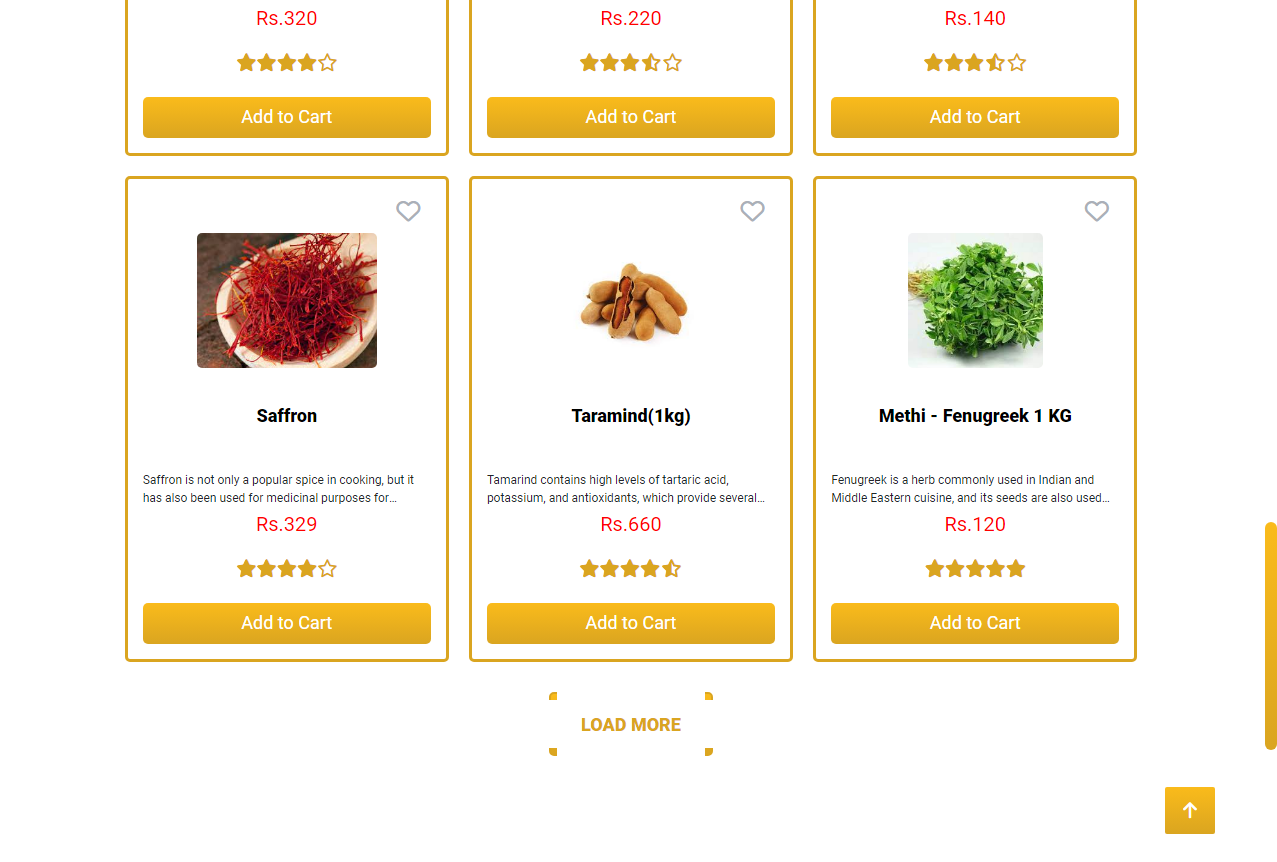 Rs.320
Rs.220
Rs.140
Add to Cart
Add to Cart
Add to Cart
Saffron
Saffron is not only a popular spice in cooking, but it
has also been used for medicinal purposes for...
Rs.329
Add to Cart
Taramind(1kg)
Tamarind contains high levels of tartaric acid,
potassium, and antioxidants, which provide several...
Rs.660
Add to Cart
Methi - Fenugreek 1 KG
Fenugreek is a herb commonly used in Indian and
Middle Eastern cuisine, and its seeds are also used...
Rs.120
Add to Cart
LOAD MORE